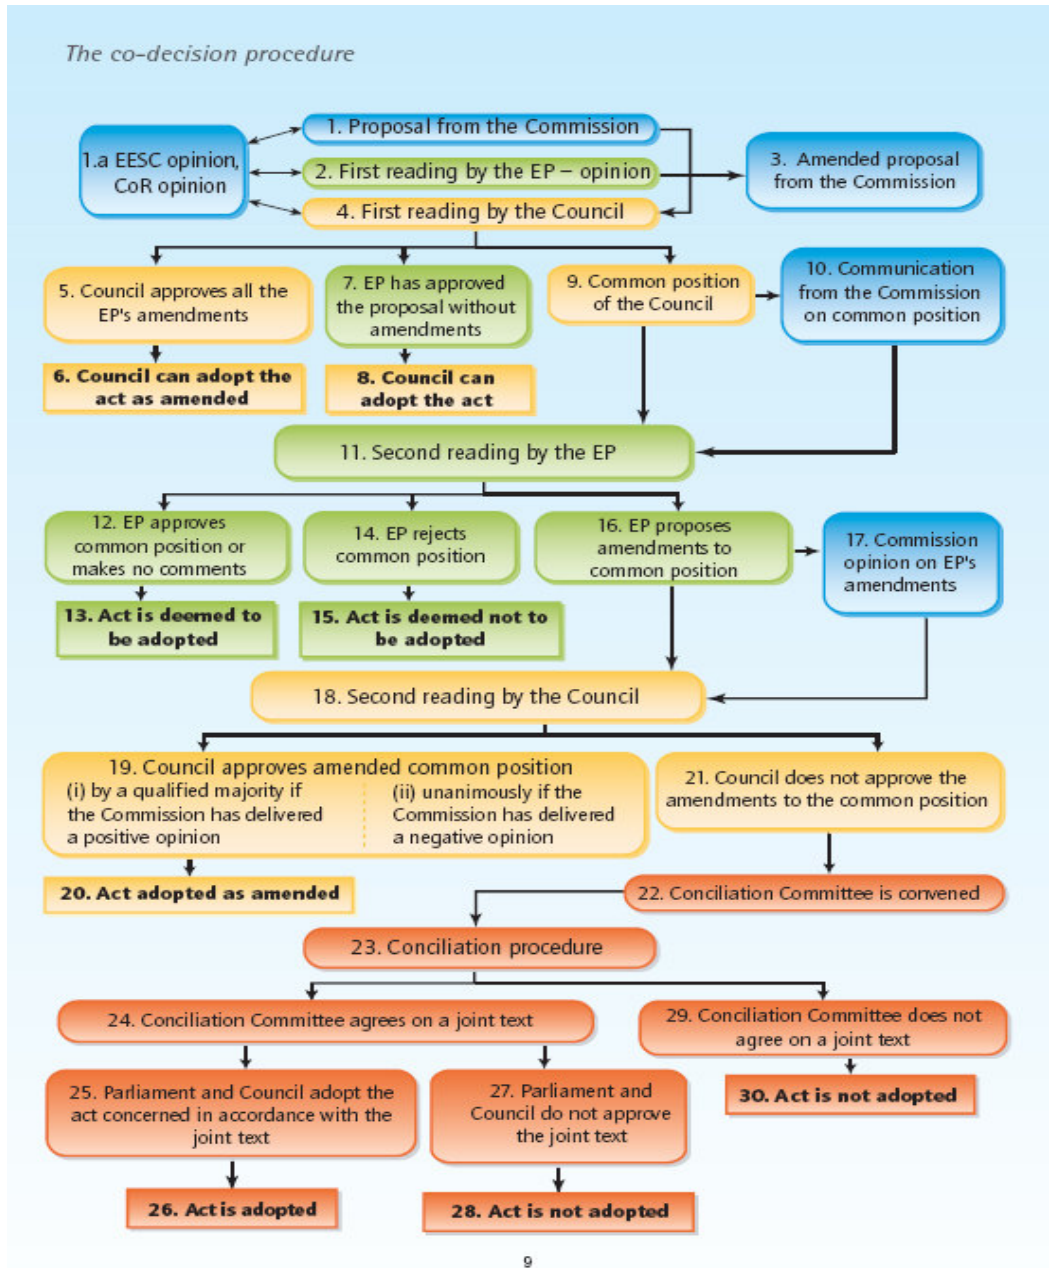 The co-decision procedure
1. Proposal from the Commission
1.a EESC opinion,
CoR opinion
2. First reading by the EP – opinion
3. Amended proposal
from the Commission
4. First reading by the Council
5. Council approves all the
EP's amendments
7. EP has approved
the proposal without
amendments
9. Common position
of the Council
10. Communication
from the Commission
on common position
6. Council can adopt the
act as amended
8. Council can
adopt the act
11. Second reading by the EP
12. EP approves
common position or
makes no comments
14. EP rejects
common position
16. EP proposes
amendments to
common position
17. Commission
opinion on EP's
amendments
13. Act is deemed to
be adopted
15. Act is deemed not to
be adopted
18. Second reading by the Council
19. Council approves amended common position
(i) by a qualified majority if
the Commission has delivered
a positive opinion
(ii) unanimously if the
Commission has delivered
a negative opinion
21. Council does not approve the
amendments to the common position
20. Act adopted as amended
22. Conciliation Committee is convened
23. Conciliation procedure
24. Conciliation Committee agrees on a joint text
29. Conciliation Committee does not
agree on a joint text
25. Parliament and Council adopt the
act concerned in accordance with the
joint text
27. Parliament and
Council do not approve
the joint text
30. Act is not adopted
26. Act is adopted
28. Act is not adopted
9